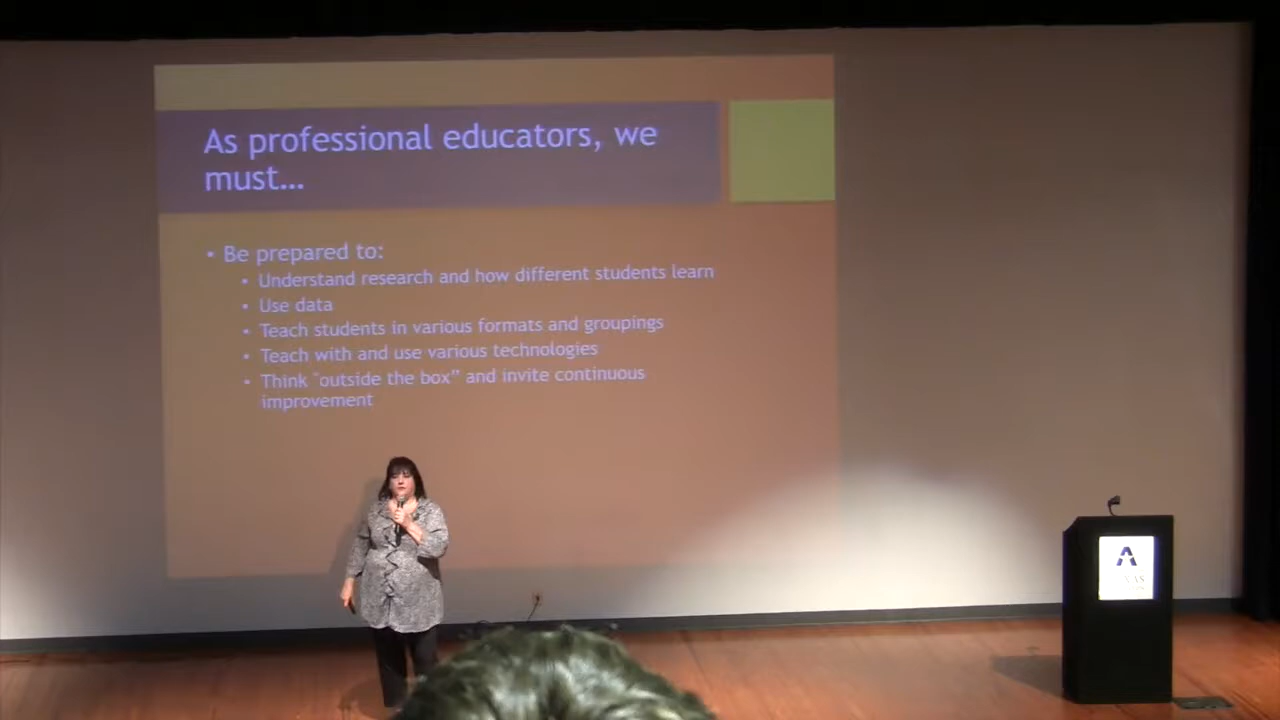 As professional educators, we
must…
• Be prepared to:
• Understand research and how different students learn
• Use data
• Teach students in various formats and groupings
• Teach with and use various technologies
• Think "outside the box” and invite continuous
improvement
A